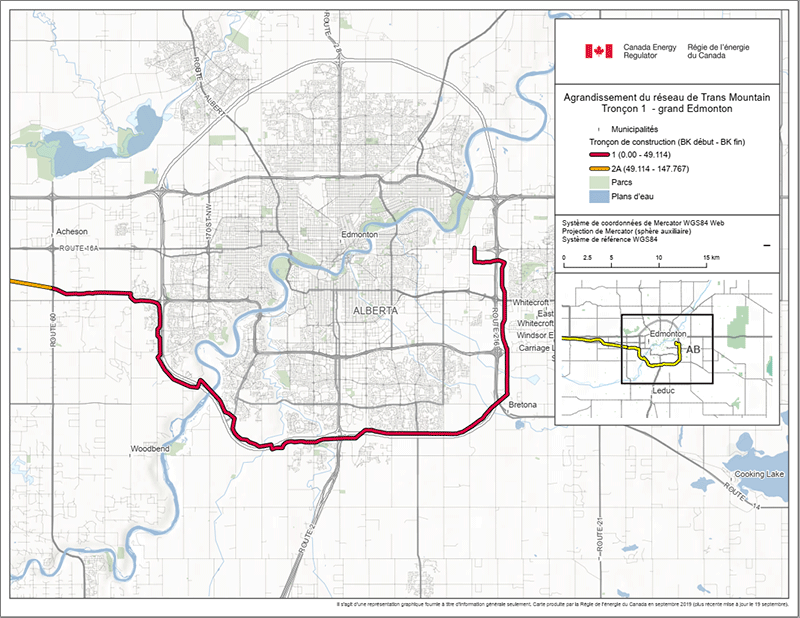 Canada Energy Régie de l'énergie
Regulator du Canada
Agrandissement du réseau de Trans Mountain
Tronçon 1 - grand Edmonton
Municipalités
Tronçon de construction (BK début - BK fin)
1 (0.00 - 49.114)
2A (49.114 - 147.767)
Parcs
Plans d'eau
Système de coordonnées de Mercator WGS84 Web
Projection de Mercator (sphère auxiliaire)
Système de référence WGS84
0 2.5 5 10 15 km
Edmonton
AB
Leduc
ROUTE
ALBERTA
ROUTE 28
170 ST-NW
Acheson
ROUTE-16A
Edmonton
ALBERTA
ROUTE-60
ROUTE-216
Whitecroft
East
Whitecroft
Windsor E
Carriage L
S
Bretona
Woodbend
Cooking Lake
ROUTE-14
ROUTE-2
ROUTE-21
Il s'agit d'une représentation graphique fournie à titre d'information générale seulement. Carte produite par la Régie de l'énergie du Canada en septembre 2019 (plus récente mise à jour le 19 septembre).